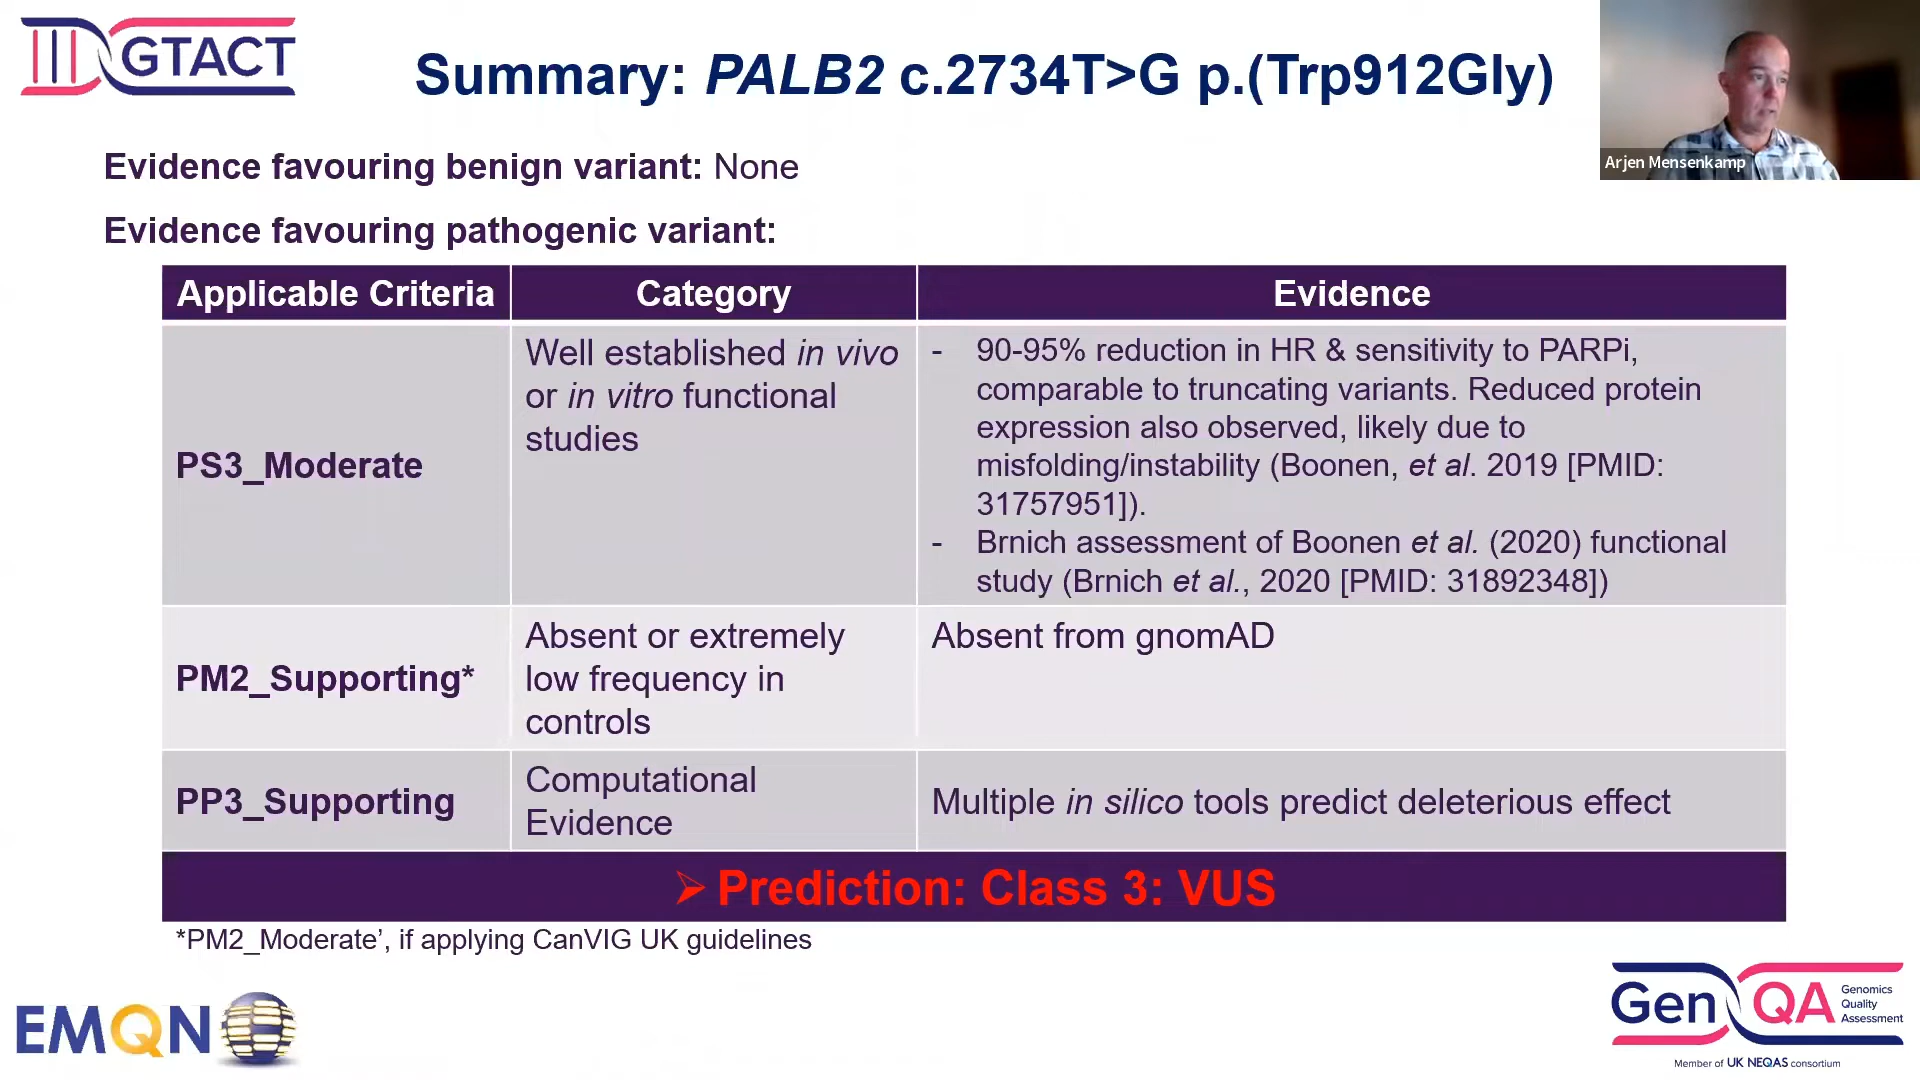 GTACT
Summary: PALB2 c.2734T>G p.(Trp912Gly)
Arjen Mensenkamp
Evidence favouring benign variant: None
Evidence favouring pathogenic variant:
Applicable Criteria
Category
Evidence
PS3_Moderate
Well established in vivo
or in vitro functional
studies
- 90-95% reduction in HR & sensitivity to PARPi,
comparable to truncating variants. Reduced protein
expression also observed, likely due to
misfolding/instability (Boonen, et al. 2019 [PMID:
31757951]).
- Brnich assessment of Boonen et al. (2020) functional
study (Brnich et al., 2020 [PMID: 31892348])
PM2_Supporting*
Absent or extremely
low frequency in
controls
Absent from gnomAD
PP3_Supporting
Computational
Evidence
Multiple in silico tools predict deleterious effect
➢ Prediction: Class 3: VUS
*PM2_Moderate’, if applying CanVIG UK guidelines
EMQN
Gen QA
Genomics
Quality
Assessment
Member of UK NEQAS consortium